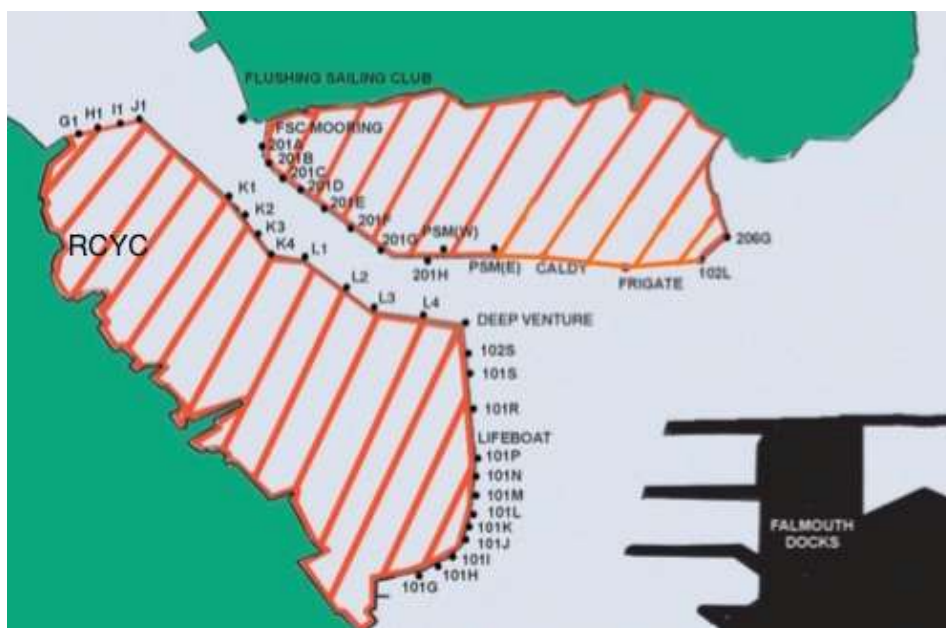 FLUSHING SAILING CLUB
G1
H1
I1
J1
FSC MOORING
201A
201B
201C
201D
201E
201F
201G
201H
K1
K2
K3
K4
L1
L2
L3
L4
RCYC
PSM(W)
PSM(E)
CALDY
FRIGATE
102L
206G
DEEP VENTURE
102S
101S
101R
LIFEBOAT
101P
101N
101M
101L
101K
101J
101I
101H
101G
FALMOUTH
DOCKS